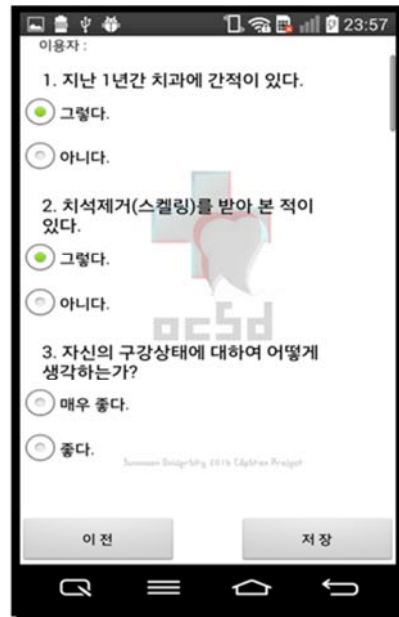 23:57
이용자 :
1. 지난 1년간 치과에 간적이 있다.
그렇다.
아니다.
2. 치석제거(스켈링)를 받아 본 적이
있다.
그렇다.
아니다.
ocSd
3. 자신의 구강상태에 대하여 어떻게
생각하는가?
매우 좋다.
좋다.
이 전
저 장